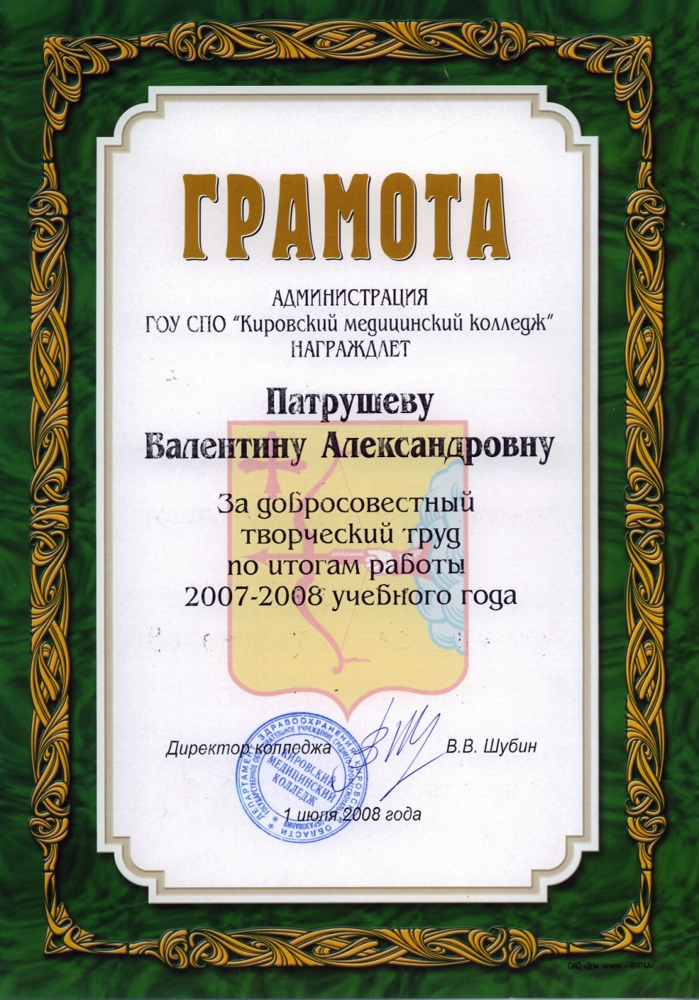 ГРАМОТА
АДМИНИСТРАЦИЯ
ГОУ СПО "Кировский медицинский колледж"
НАГРАЖДАЕТ
Патрушеву
Валентину Александровну
За добросовестный
творческий труд
по итогам работы
2007-2008 учебного года
Директор колледжа В.В. Шубин
ДЕПАРТАМЕНТ ЗДРАВООХРАНЕНИЯ КИРОВСКОЙ ОБЛАСТИ
ГОСУДАРСТВЕННОЕ ОБРАЗОВАТЕЛЬНОЕ УЧРЕЖДЕНИЕ СРЕДНЕГО ПРОФЕССИОНАЛЬНОГО ОБРАЗОВАНИЯ
КИРОВСКИЙ
МЕДИЦИНСКИЙ
КОЛЛЕДЖ
1 июля 2008 года
ОАО «Дом печати – ВЯТКА».